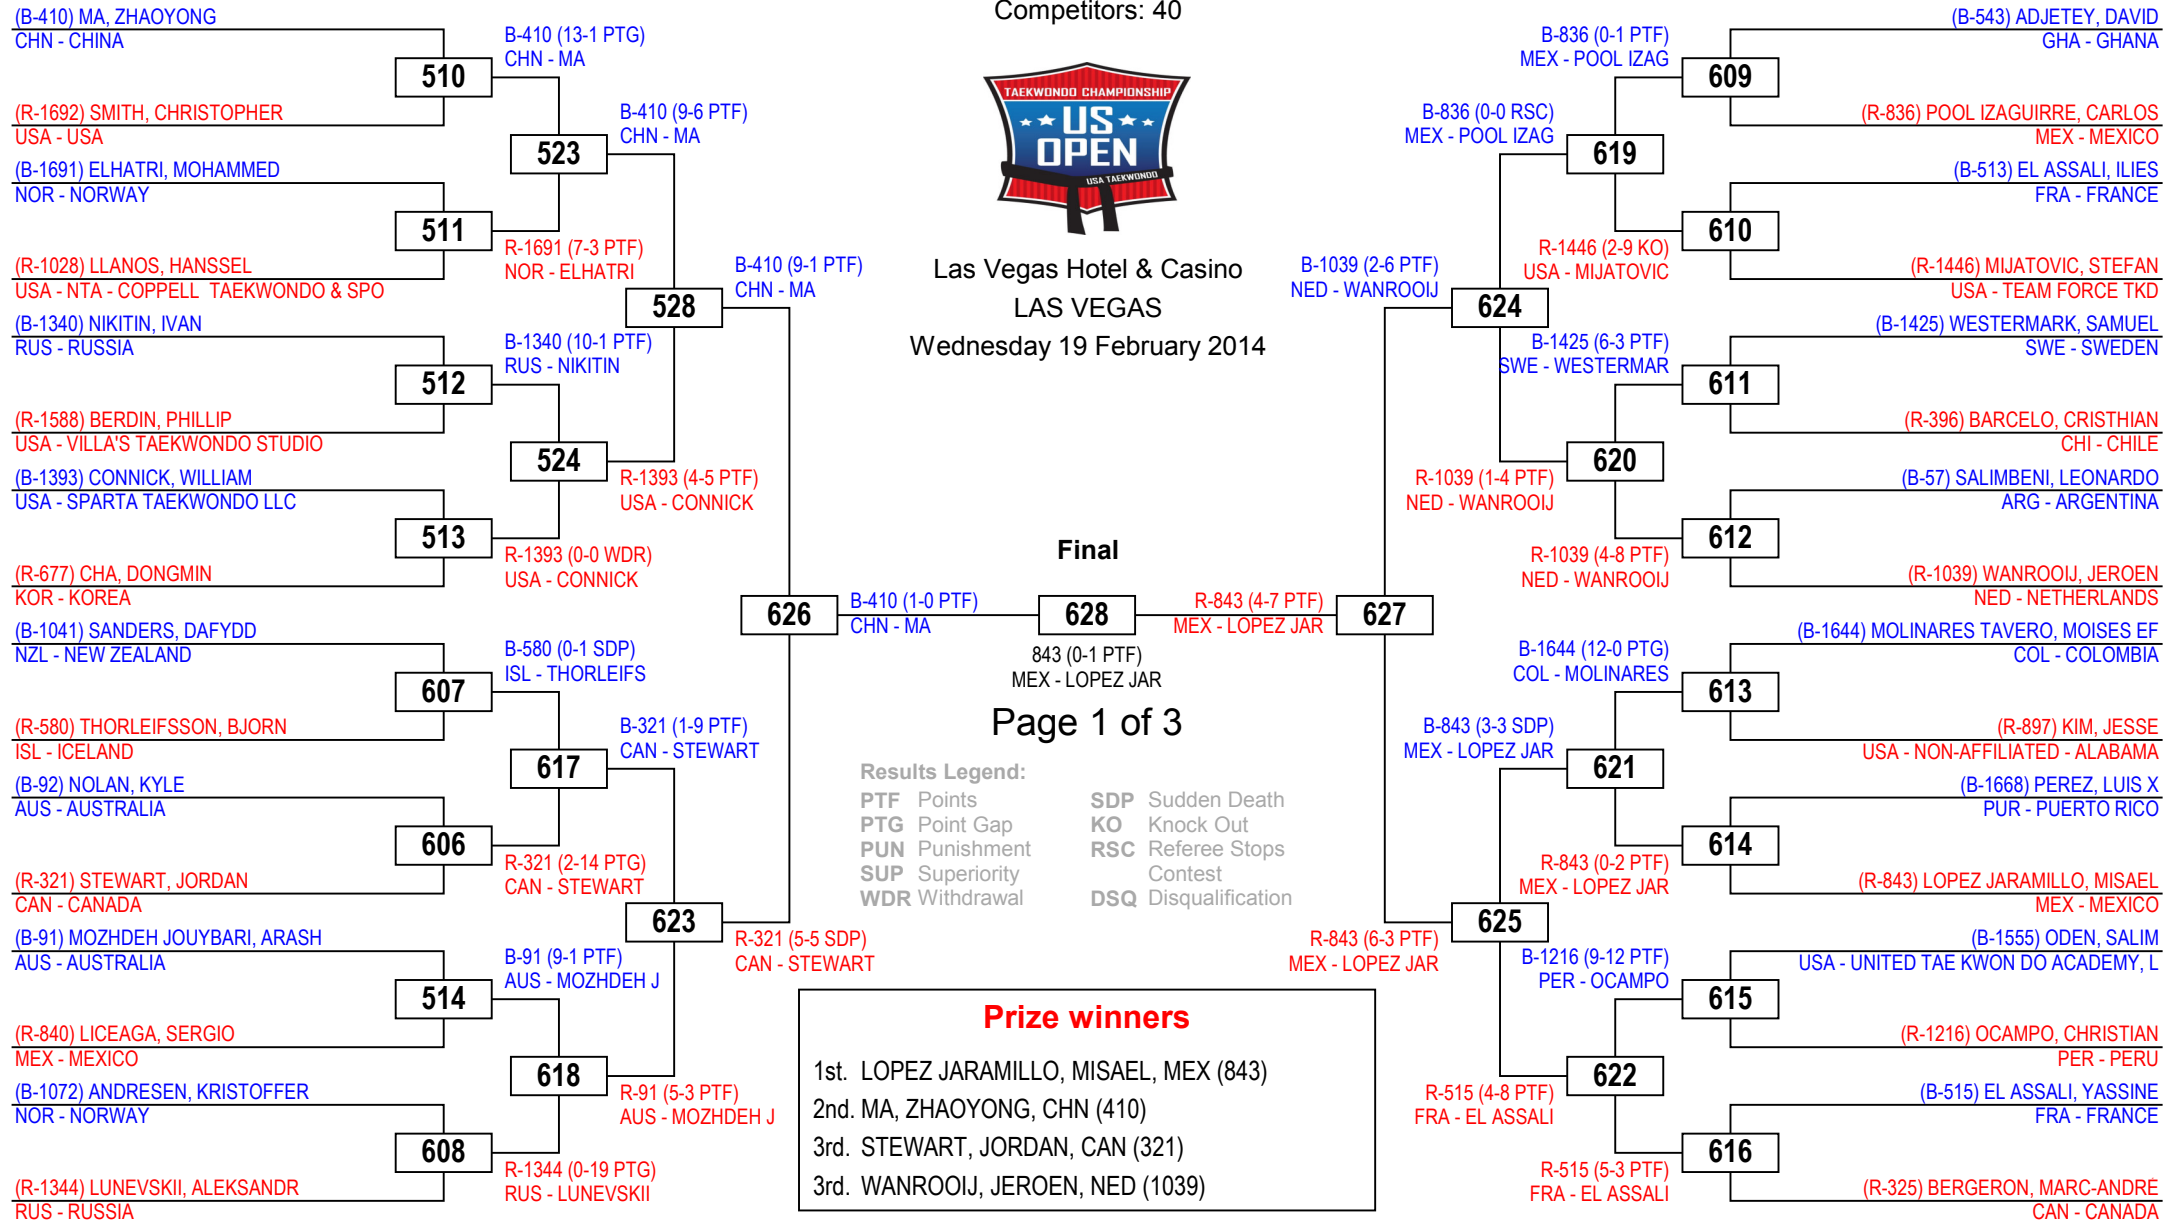 Competitors: 40
TAEKWONDO CHAMPIONSHIP
US
OPEN
USA TAEKWONDO
Las Vegas Hotel & Casino
LAS VEGAS
Wednesday 19 February 2014
(B-410) MA, ZHAOYONG
CHN - CHINA
(R-1692) SMITH, CHRISTOPHER
USA - USA
(B-1691) ELHATRI, MOHAMMED
NOR - NORWAY
(R-1028) LLANOS, HANSSEL
USA - NTA - COPPELL  TAEKWONDO & SPO
(B-1340) NIKITIN, IVAN
RUS - RUSSIA
(R-1588) BERDIN, PHILLIP
USA - VILLA'S TAEKWONDO STUDIO
(B-1393) CONNICK, WILLIAM
USA - SPARTA TAEKWONDO LLC
(R-677) CHA, DONGMIN
KOR - KOREA
(B-1041) SANDERS, DAFYDD
NZL - NEW ZEALAND
(R-580) THORLEIFSSON, BJORN
ISL - ICELAND
(B-92) NOLAN, KYLE
AUS - AUSTRALIA
(R-321) STEWART, JORDAN
CAN - CANADA
(B-91) MOZHDEH JOUYBARI, ARASH
AUS - AUSTRALIA
(R-840) LICEAGA, SERGIO
MEX - MEXICO
(B-1072) ANDRESEN, KRISTOFFER
NOR - NORWAY
(R-1344) LUNEVSKII, ALEKSANDR
RUS - RUSSIA
510
511
512
513
607
606
514
608
B-410 (13-1 PTG)
CHN - MA
R-1691 (7-3 PTF)
NOR - ELHATRI
B-1340 (10-1 PTF)
RUS - NIKITIN
R-1393 (0-0 WDR)
USA - CONNICK
B-580 (0-1 SDP)
ISL - THORLEIFS
R-321 (2-14 PTG)
CAN - STEWART
B-91 (9-1 PTF)
AUS - MOZHDEH J
R-1344 (0-19 PTG)
RUS - LUNEVSKII
523
524
617
618
B-410 (9-6 PTF)
CHN - MA
R-1393 (4-5 PTF)
USA - CONNICK
B-321 (1-9 PTF)
CAN - STEWART
R-91 (5-3 PTF)
AUS - MOZHDEH J
528
623
B-410 (9-1 PTF)
CHN - MA
R-321 (5-5 SDP)
CAN - STEWART
626
B-410 (1-0 PTF)
CHN - MA
Final
628
843 (0-1 PTF)
MEX - LOPEZ JAR
R-843 (4-7 PTF)
MEX - LOPEZ JAR
627
B-1039 (2-6 PTF)
NED - WANROOIJ
R-843 (6-3 PTF)
MEX - LOPEZ JAR
624
625
B-836 (0-0 RSC)
MEX - POOL IZAG
R-1039 (1-4 PTF)
NED - WANROOIJ
B-843 (3-3 SDP)
MEX - LOPEZ JAR
R-515 (4-8 PTF)
FRA - EL ASSALI
619
620
621
622
B-836 (0-1 PTF)
MEX - POOL IZAG
R-1446 (2-9 KO)
USA - MIJATOVIC
B-1425 (6-3 PTF)
SWE - WESTERMAR
R-1039 (4-8 PTF)
NED - WANROOIJ
B-1644 (12-0 PTG)
COL - MOLINARES
R-843 (0-2 PTF)
MEX - LOPEZ JAR
B-1216 (9-12 PTF)
PER - OCAMPO
R-515 (5-3 PTF)
FRA - EL ASSALI
609
610
611
612
613
614
615
616
(B-543) ADJETEY, DAVID
GHA - GHANA
(R-836) POOL IZAGUIRRE, CARLOS
MEX - MEXICO
(B-513) EL ASSALI, ILIES
FRA - FRANCE
(R-1446) MIJATOVIC, STEFAN
USA - TEAM FORCE TKD
(B-1425) WESTERMARK, SAMUEL
SWE - SWEDEN
(R-396) BARCELO, CRISTHIAN
CHI - CHILE
(B-57) SALIMBENI, LEONARDO
ARG - ARGENTINA
(R-1039) WANROOIJ, JEROEN
NED - NETHERLANDS
(B-1644) MOLINARES TAVERO, MOISES EF
COL - COLOMBIA
(R-897) KIM, JESSE
USA - NON-AFFILIATED - ALABAMA
(B-1668) PEREZ, LUIS X
PUR - PUERTO RICO
(R-843) LOPEZ JARAMILLO, MISAEL
MEX - MEXICO
(B-1555) ODEN, SALIM
USA - UNITED TAE KWON DO ACADEMY, L
(R-1216) OCAMPO, CHRISTIAN
PER - PERU
(B-515) EL ASSALI, YASSINE
FRA - FRANCE
(R-325) BERGERON, MARC-ANDRÉ
CAN - CANADA
Page 1 of 3
Results Legend:
PTF Points
PTG Point Gap
PUN Punishment
SUP Superiority
WDR Withdrawal
SDP Sudden Death
KO Knock Out
RSC Referee Stops
Contest
DSQ Disqualification
Prize winners
1st. LOPEZ JARAMILLO, MISAEL, MEX (843)
2nd. MA, ZHAOYONG, CHN (410)
3rd. STEWART, JORDAN, CAN (321)
3rd. WANROOIJ, JEROEN, NED (1039)